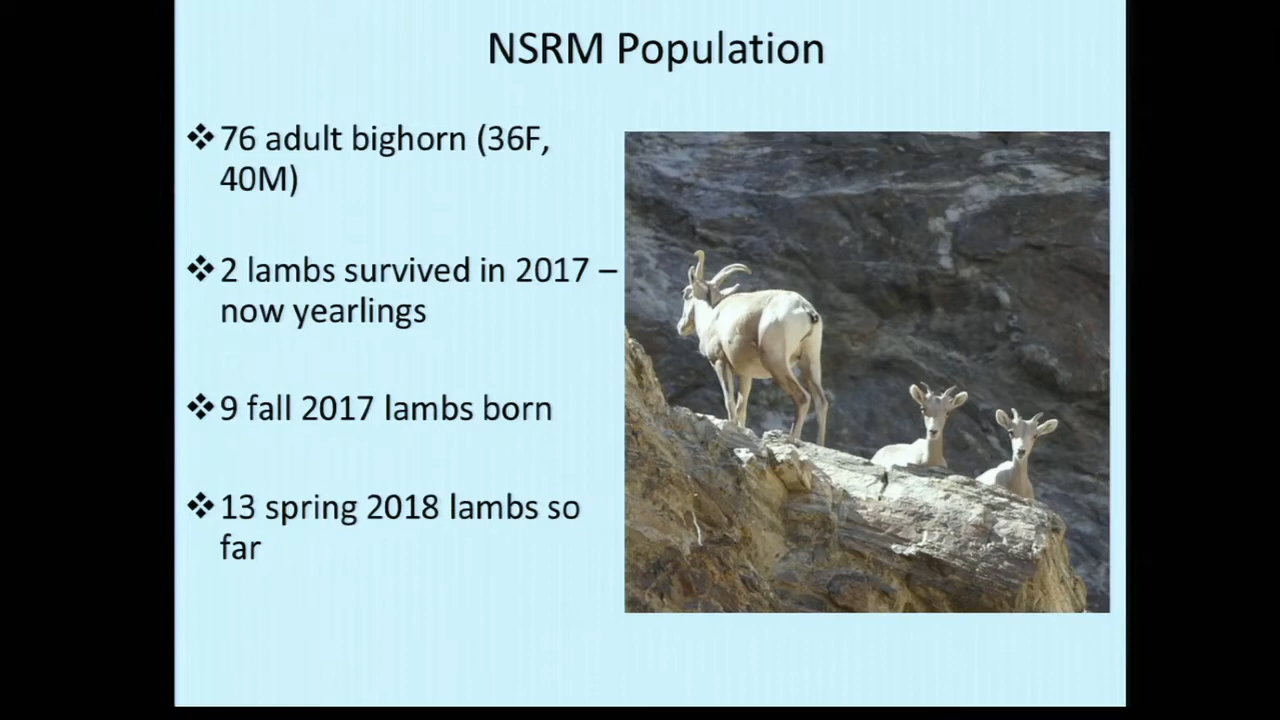 NSRM Population
❖76 adult bighorn (36F,
40M)
❖2 lambs survived in 2017 –
now yearlings
❖9 fall 2017 lambs born
❖13 spring 2018 lambs so
far